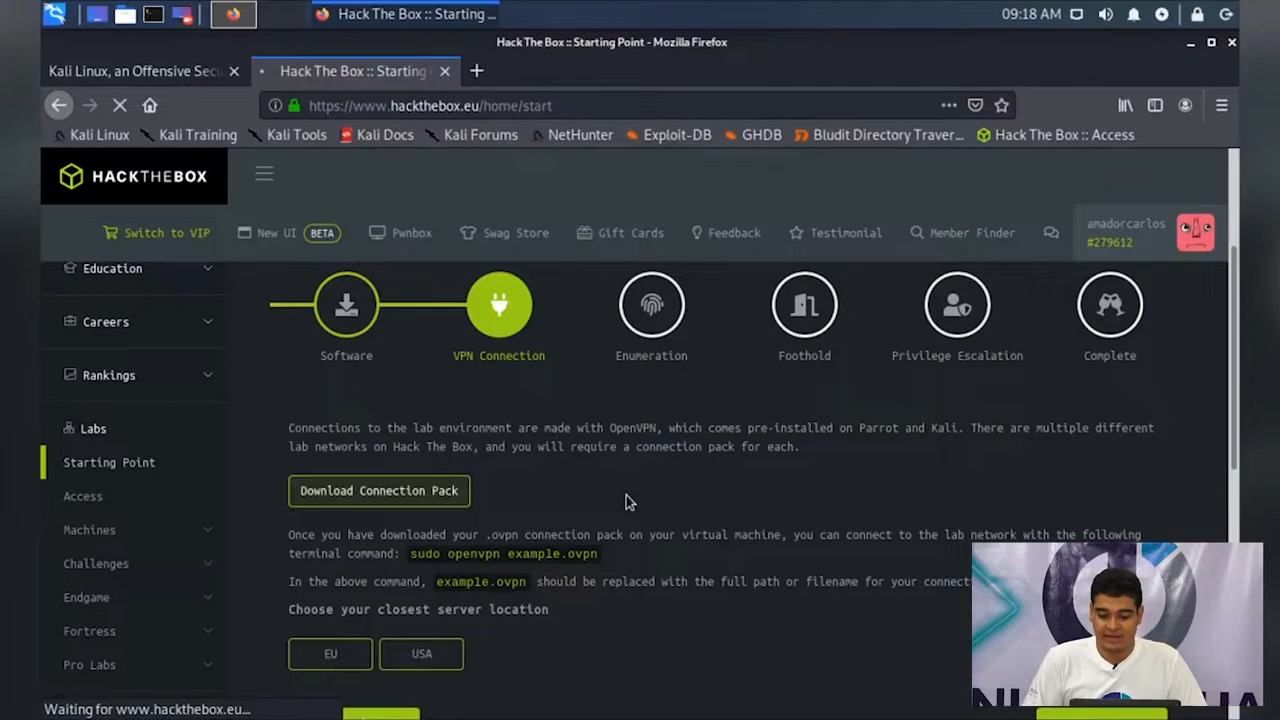 Hack The Box :: Starting ...
09:18 AM
Hack The Box :: Starting Point - Mozilla Firefox
Kali Linux, an Offensive Secu
Hack The Box :: Starting
https://www.hackthebox.eu/home/start
Kali Linux
Kali Training
Kali Tools
Kali Docs
Kali Forums
NetHunter
Exploit-DB
GHDB
Bludit Directory Traver...
Hack The Box :: Access
HACKTHEBOX
Switch to VIP
New UI BETA
Pwnbox
Swag Store
Gift Cards
Feedback
Testimonial
Member Finder
amadorcarlos
#279612
Education
Careers
Rankings
Labs
Starting Point
Access
Machines
Challenges
Endgame
Fortress
Pro Labs
Software
VPN Connection
Enumeration
Foothold
Privilege Escalation
Complete
Connections to the lab environment are made with OpenVPN, which comes pre-installed on Parrot and Kali. There are multiple different
lab networks on Hack The Box, and you will require a connection pack for each.
Download Connection Pack
Once you have downloaded your .ovpn connection pack on your virtual machine, you can connect to the lab network with the following
terminal command: sudo openvpn example.ovpn
In the above command, example.ovpn should be replaced with the full path or filename for your connect
Choose your closest server location
EU
USA
Waiting for www.hackthebox.eu...